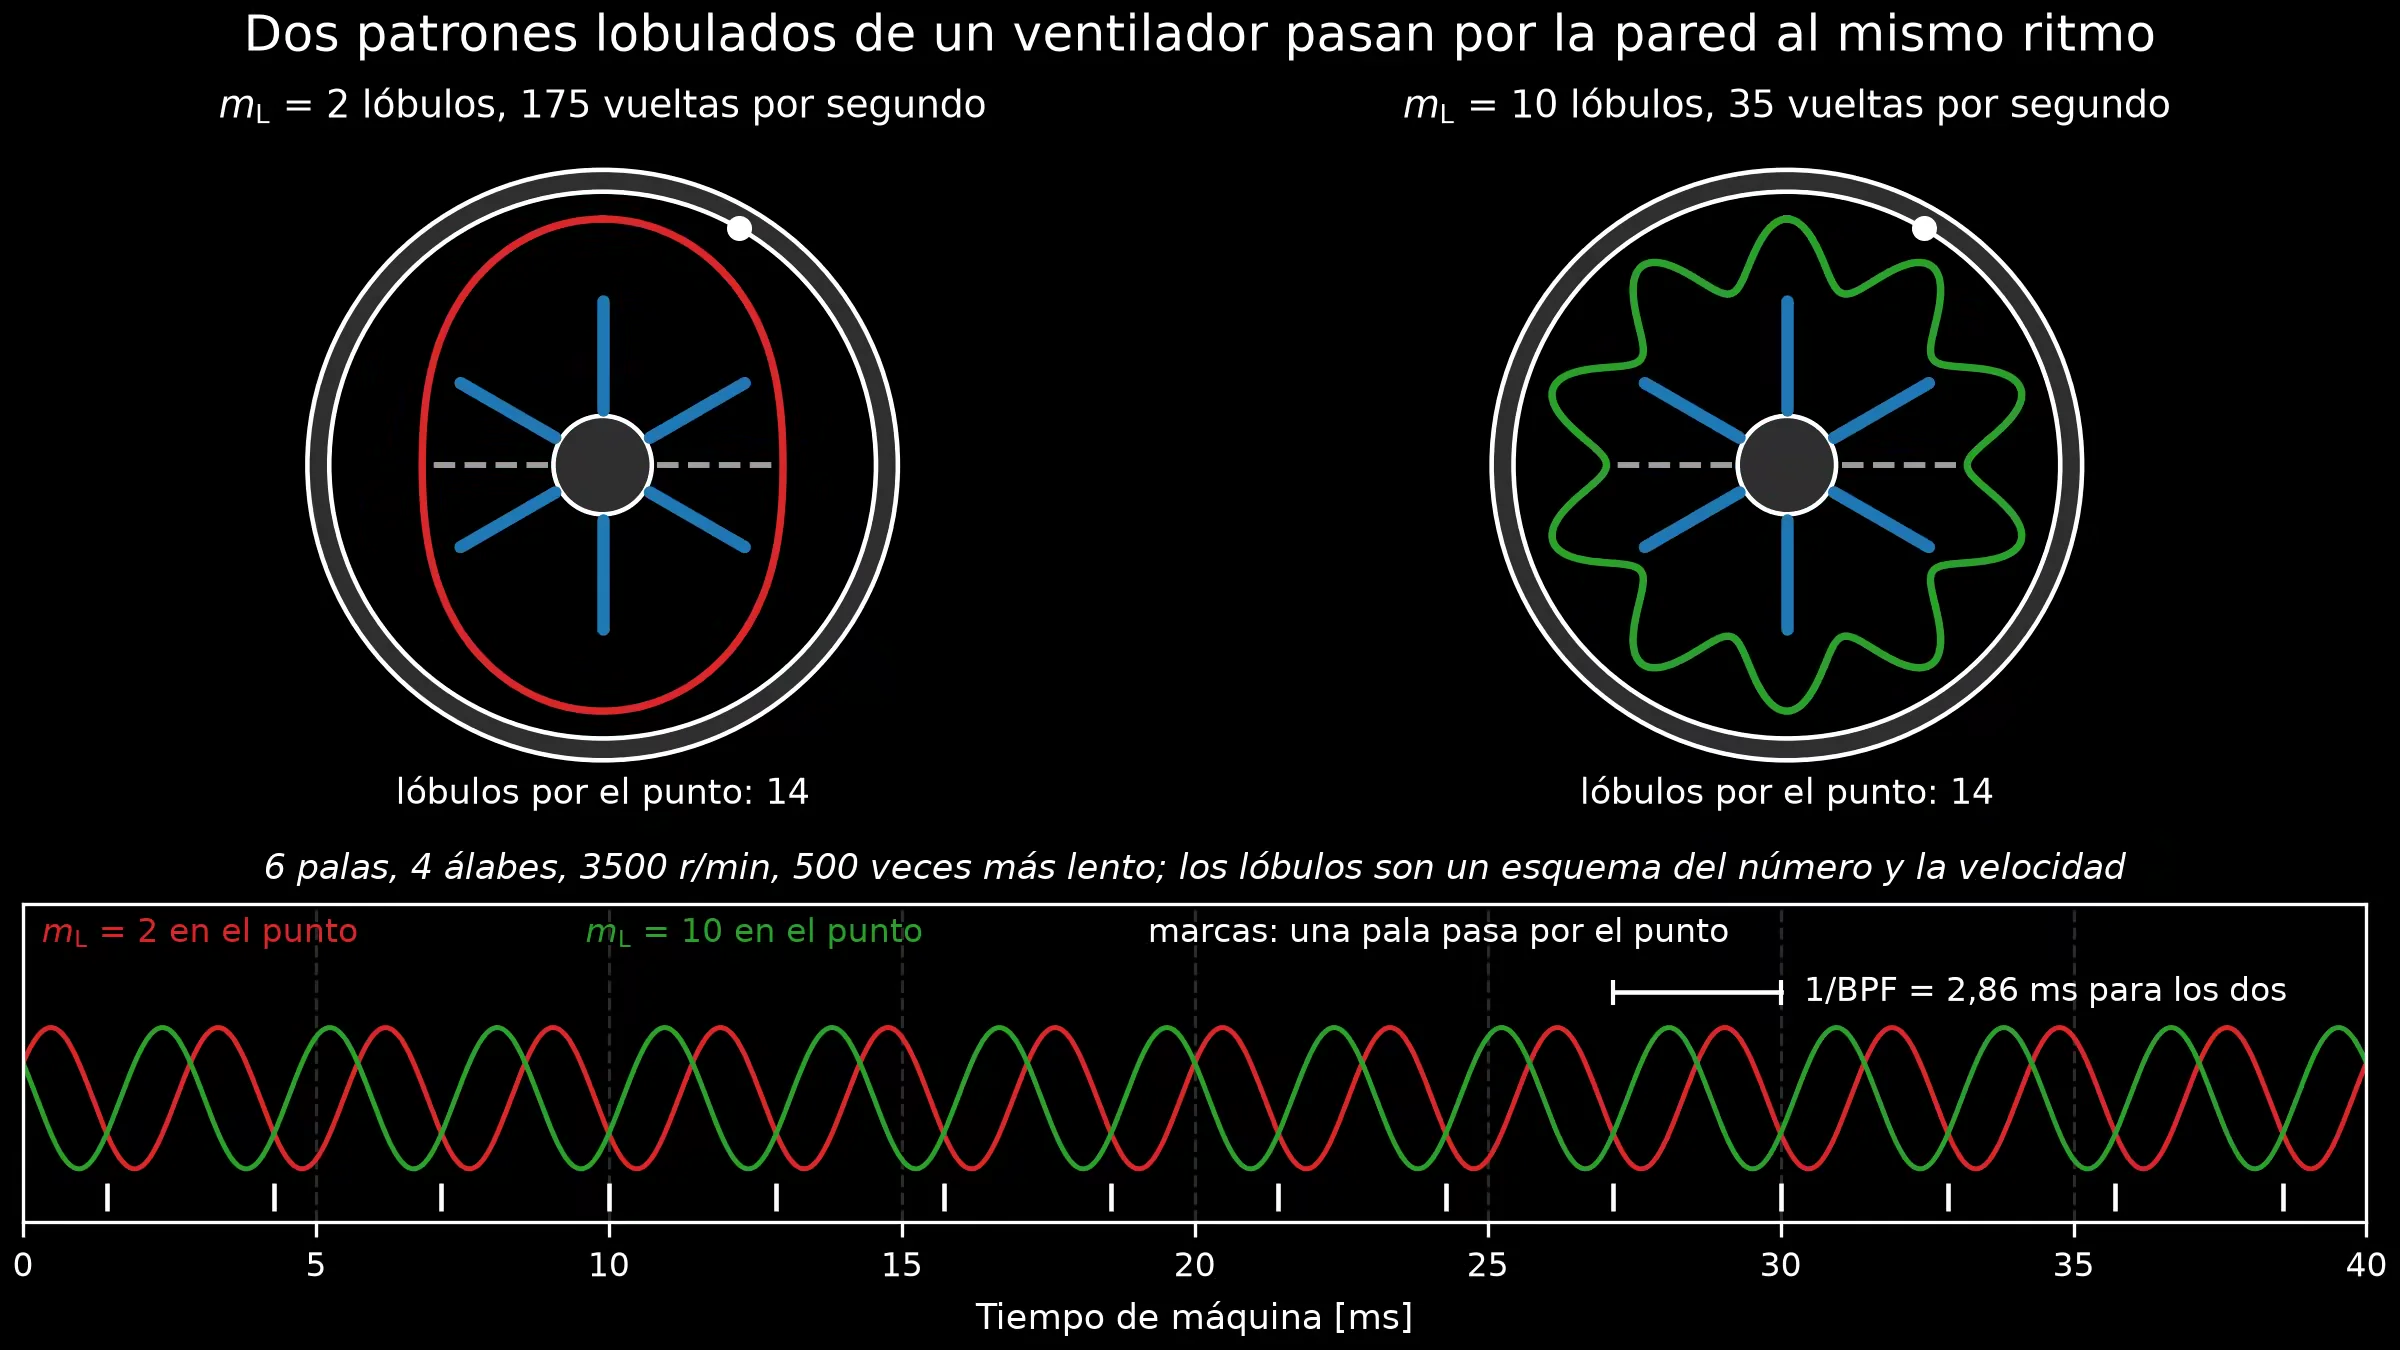 Dos patrones lobulados de un ventilador pasan por la pared al mismo ritmo
mL = 2 lóbulos, 175 vueltas por segundo
mL = 10 lóbulos, 35 vueltas por segundo
lóbulos por el punto: 14
lóbulos por el punto: 14
6 palas, 4 álabes, 3500 r/min, 500 veces más lento; los lóbulos son un esquema del número y la velocidad
mL = 2 en el punto
mL = 10 en el punto
marcas: una pala pasa por el punto
1/BPF = 2,86 ms para los dos
0 5 10 15 20 25 30 35 40
Tiempo de máquina [ms]